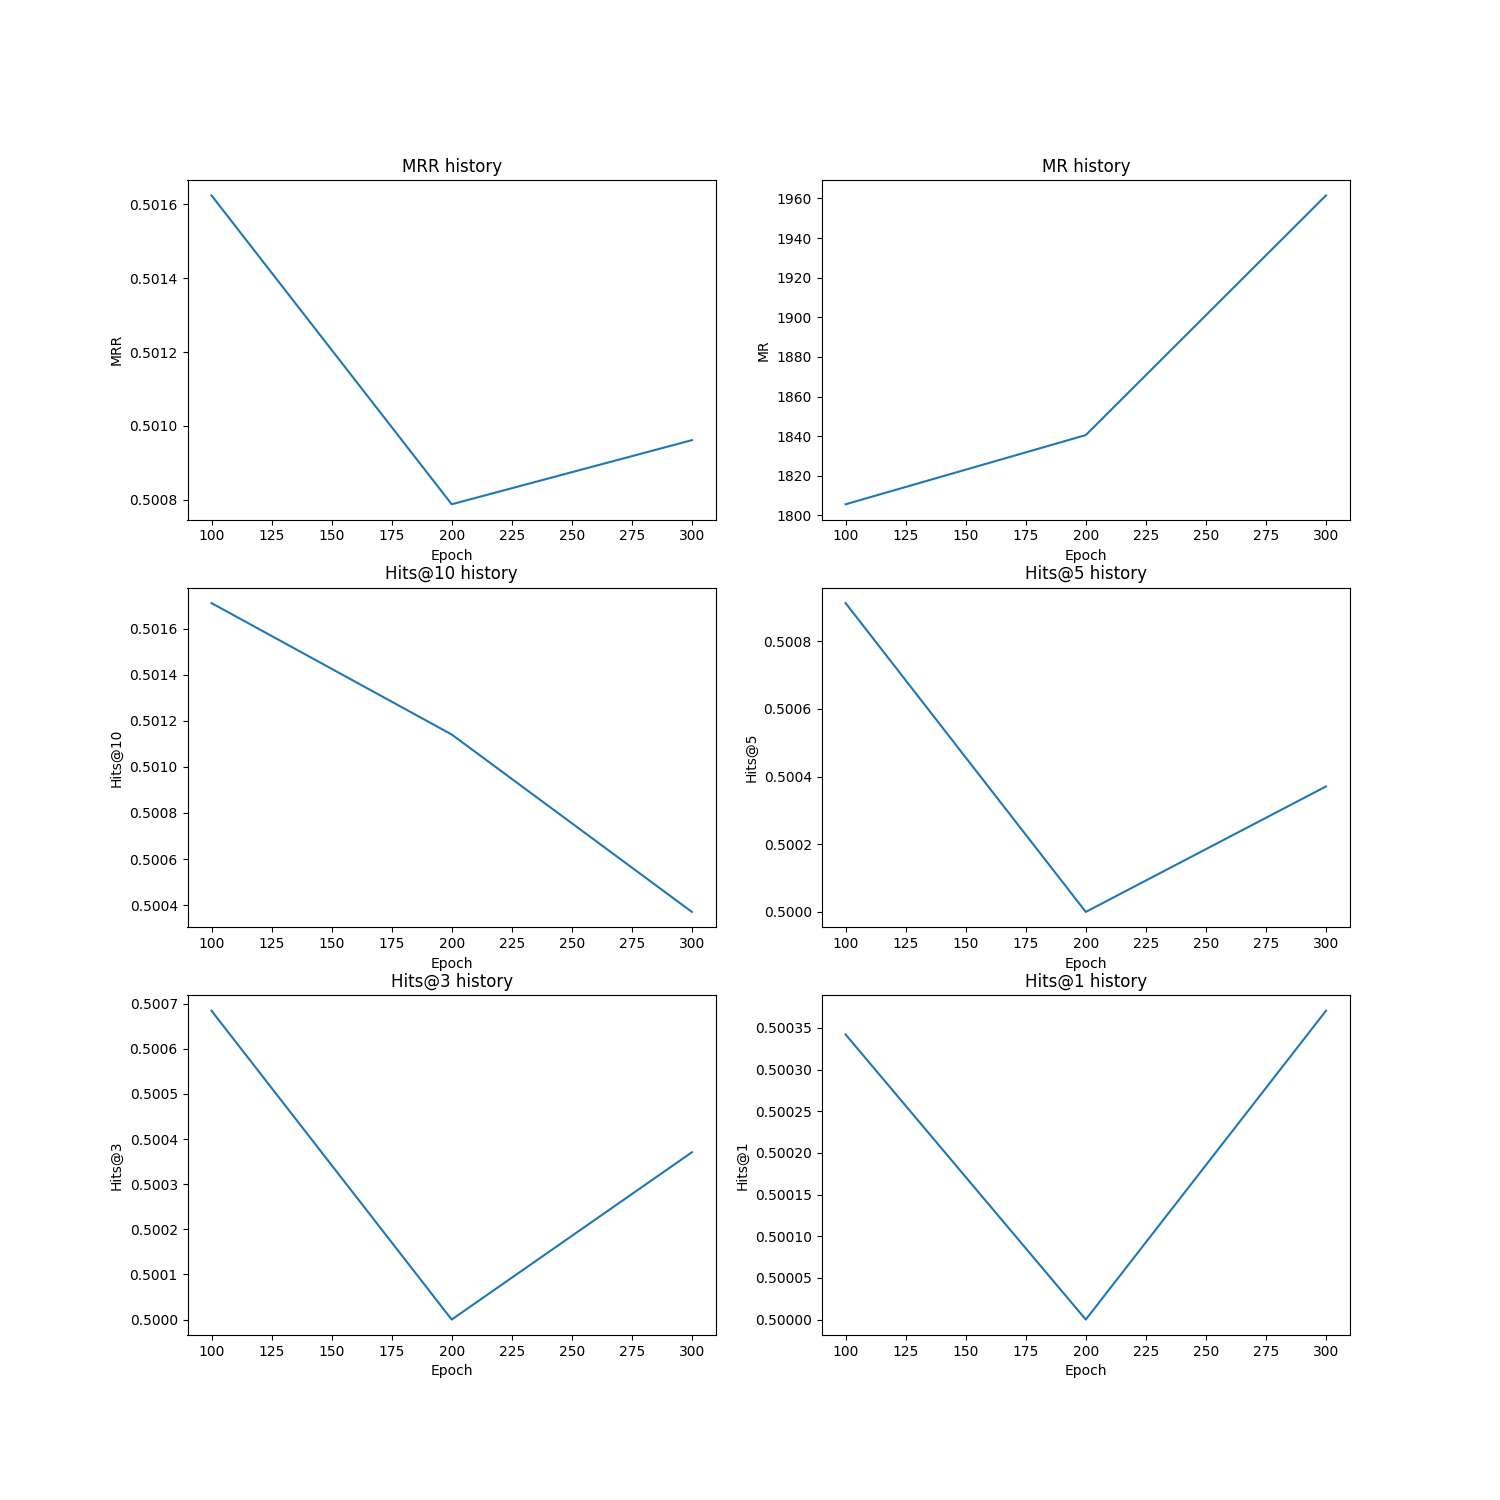 MRR history
0.5016
0.5014
0.5012
0.5010
0.5008
MRR
100 125 150 175 200 225 250 275 300
Epoch
MR history
1960
1940
1920
1900
1880
1860
1840
1820
1800
MR
100 125 150 175 200 225 250 275 300
Epoch
Hits@10 history
0.5016
0.5014
0.5012
0.5010
0.5008
0.5006
0.5004
Hits@10
100 125 150 175 200 225 250 275 300
Epoch
Hits@5 history
0.5008
0.5006
0.5004
0.5002
0.5000
Hits@5
100 125 150 175 200 225 250 275 300
Epoch
Hits@3 history
0.5007
0.5006
0.5005
0.5004
0.5003
0.5002
0.5001
0.5000
Hits@3
100 125 150 175 200 225 250 275 300
Epoch
Hits@1 history
0.50035
0.50030
0.50025
0.50020
0.50015
0.50010
0.50005
0.50000
Hits@1
100 125 150 175 200 225 250 275 300
Epoch